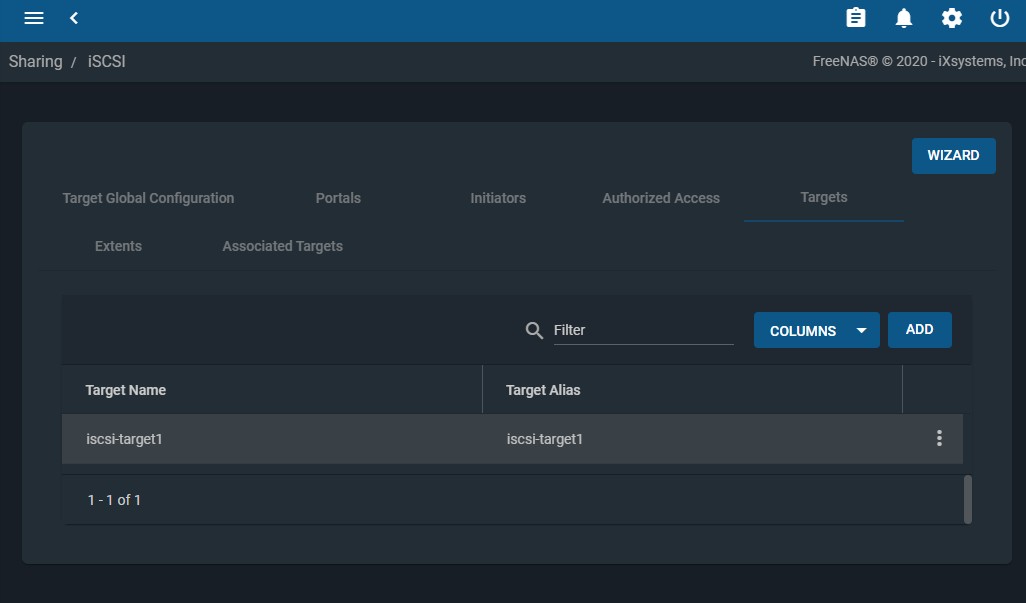 Sharing / iSCSI
FreeNAS® © 2020 - iXsystems, Inc
WIZARD
Target Global Configuration Portals Initiators Authorized Access Targets
Extents Associated Targets
Filter COLUMNS ADD
Target Name Target Alias
iscsi-target1 iscsi-target1
1 - 1 of 1